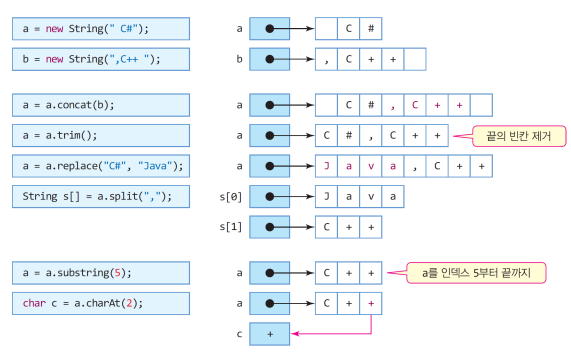 a = new String(" C#"); a C #
b = new String(",C++ "); b , C + +
a = a.concat(b); a C # , C + +
a = a.trim(); a C # , C + + 끝의 빈칸 제거
a = a.replace("C#", "Java"); a J a v a , C + +
String s[] = a.split(","); s[0] J a v a
s[1] C + +
a = a.substring(5); a C + + a를 인덱스 5부터 끝까지
char c = a.charAt(2); a C + +
c +